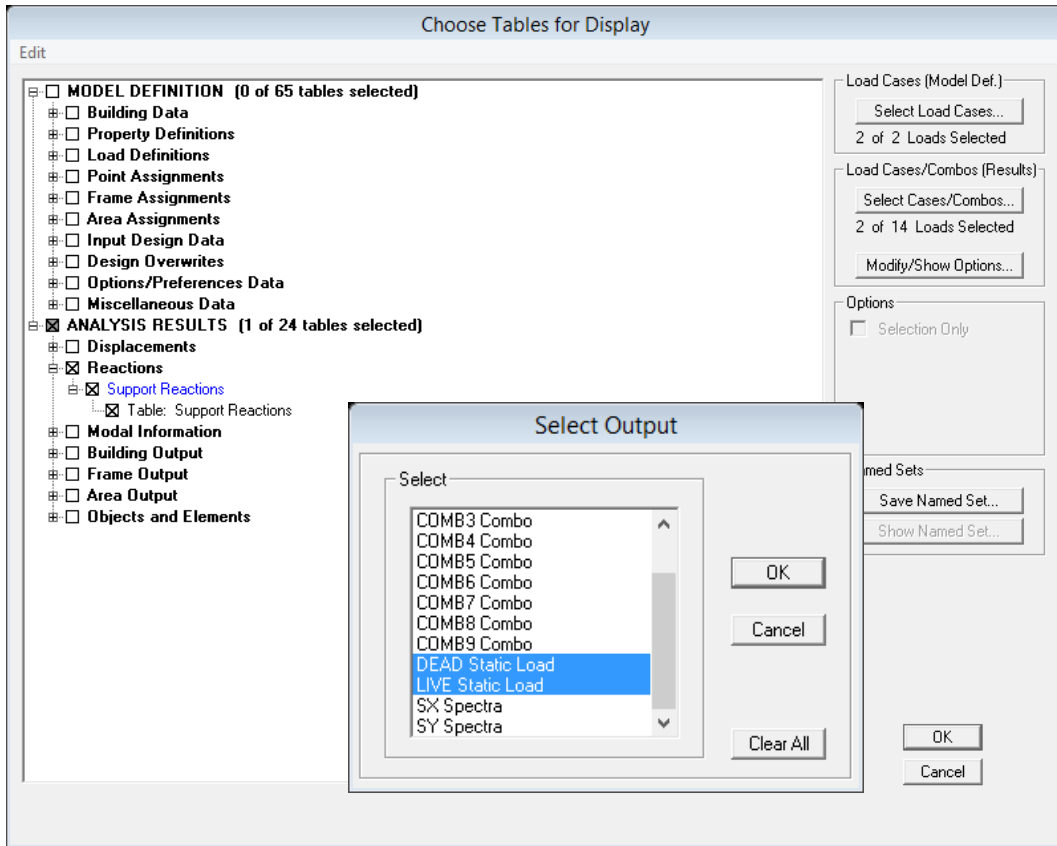 Choose Tables for Display
Edit
MODEL DEFINITION (0 of 65 tables selected)
Building Data
Property Definitions
Load Definitions
Point Assignments
Frame Assignments
Area Assignments
Input Design Data
Design Overwrites
Options/Preferences Data
Miscellaneous Data
ANALYSIS RESULTS (1 of 24 tables selected)
Displacements
Reactions
Support Reactions
Table: Support Reactions
Modal Information
Building Output
Frame Output
Area Output
Objects and Elements
Load Cases (Model Def.)
Select Load Cases...
2 of 2 Loads Selected
Load Cases/Combos (Results)
Select Cases/Combos...
2 of 14 Loads Selected
Modify/Show Options...
Options
Selection Only
med Sets
Save Named Set...
Show Named Set...
OK
Cancel
Select Output
Select
COMB3 Combo
COMB4 Combo
COMB5 Combo
COMB6 Combo
COMB7 Combo
COMB8 Combo
COMB9 Combo
DEAD Static Load
LIVE Static Load
SX Spectra
SY Spectra
OK
Cancel
Clear All